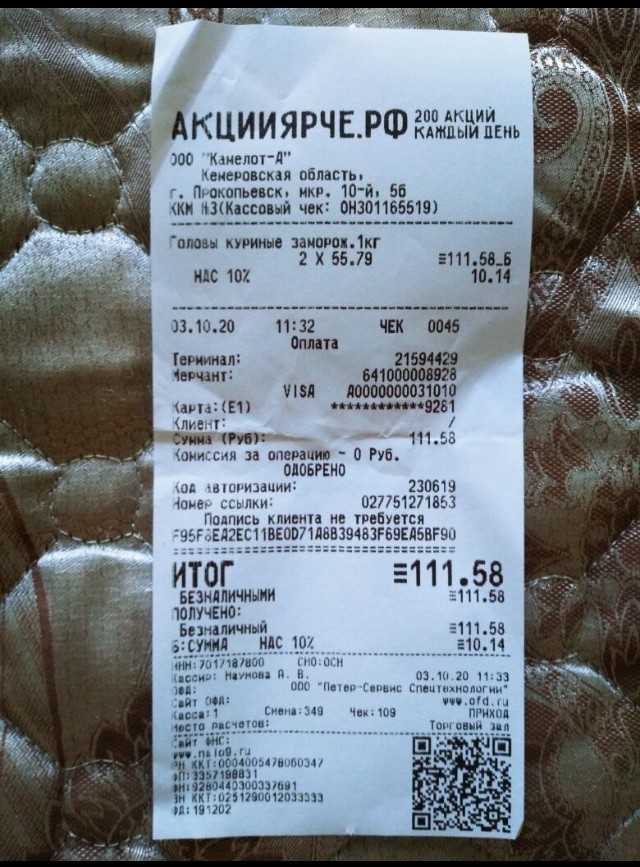 АКЦИИЯРЧЕ.РФ 200 АКЦИЙ КАЖДЫЙ ДЕНЬ
ООО "Камелот-А"
Кемеровская область,
г. Прокопьевск, мкр. 10-й, 5б
ККМ №3(Кассовый чек: ОН301165519)
Головы куриные заморож.1кг
2 X 55.79 ≡111.58_Б
НДС 10% 10.14
03.10.20 11:32 ЧЕК 0045
Оплата
Терминал: 21594429
Мерчант: 641000008928
VISA A0000000031010
Карта:(E1) ************9281
Клиент: /
Сумма (Руб): 111.58
Комиссия за операцию - 0 Руб.
ОДОБРЕНО
Код авторизации: 230619
Номер ссылки: 027751271853
Подпись клиента не требуется
F95F8EA2EC11BE0D71A8B39483F69EA5BF90
ИТОГ ≡111.58
БЕЗНАЛИЧНЫМИ ≡111.58
ПОЛУЧЕНО:
Безналичный ≡111.58
Б:СУММА НДС 10% ≡10.14
ИНН:7017187800 СНО:ОСН
Кассир: Наумова А. В. 03.10.20 11:33
ОФД: ООО "Петер-Сервис Спецтехнологии"
Сайт ОФД: www.ofd.ru
Касса:1 Смена:349 Чек:109 ПРИХОД
Место расчетов: Торговый зал
Сайт ФНС:
www.nalog.ru
РН ККТ:0004005478060347
ФП:3357198831
ФН:9280440300337691
ЗН ККТ:0251290012033333
ФД:191202